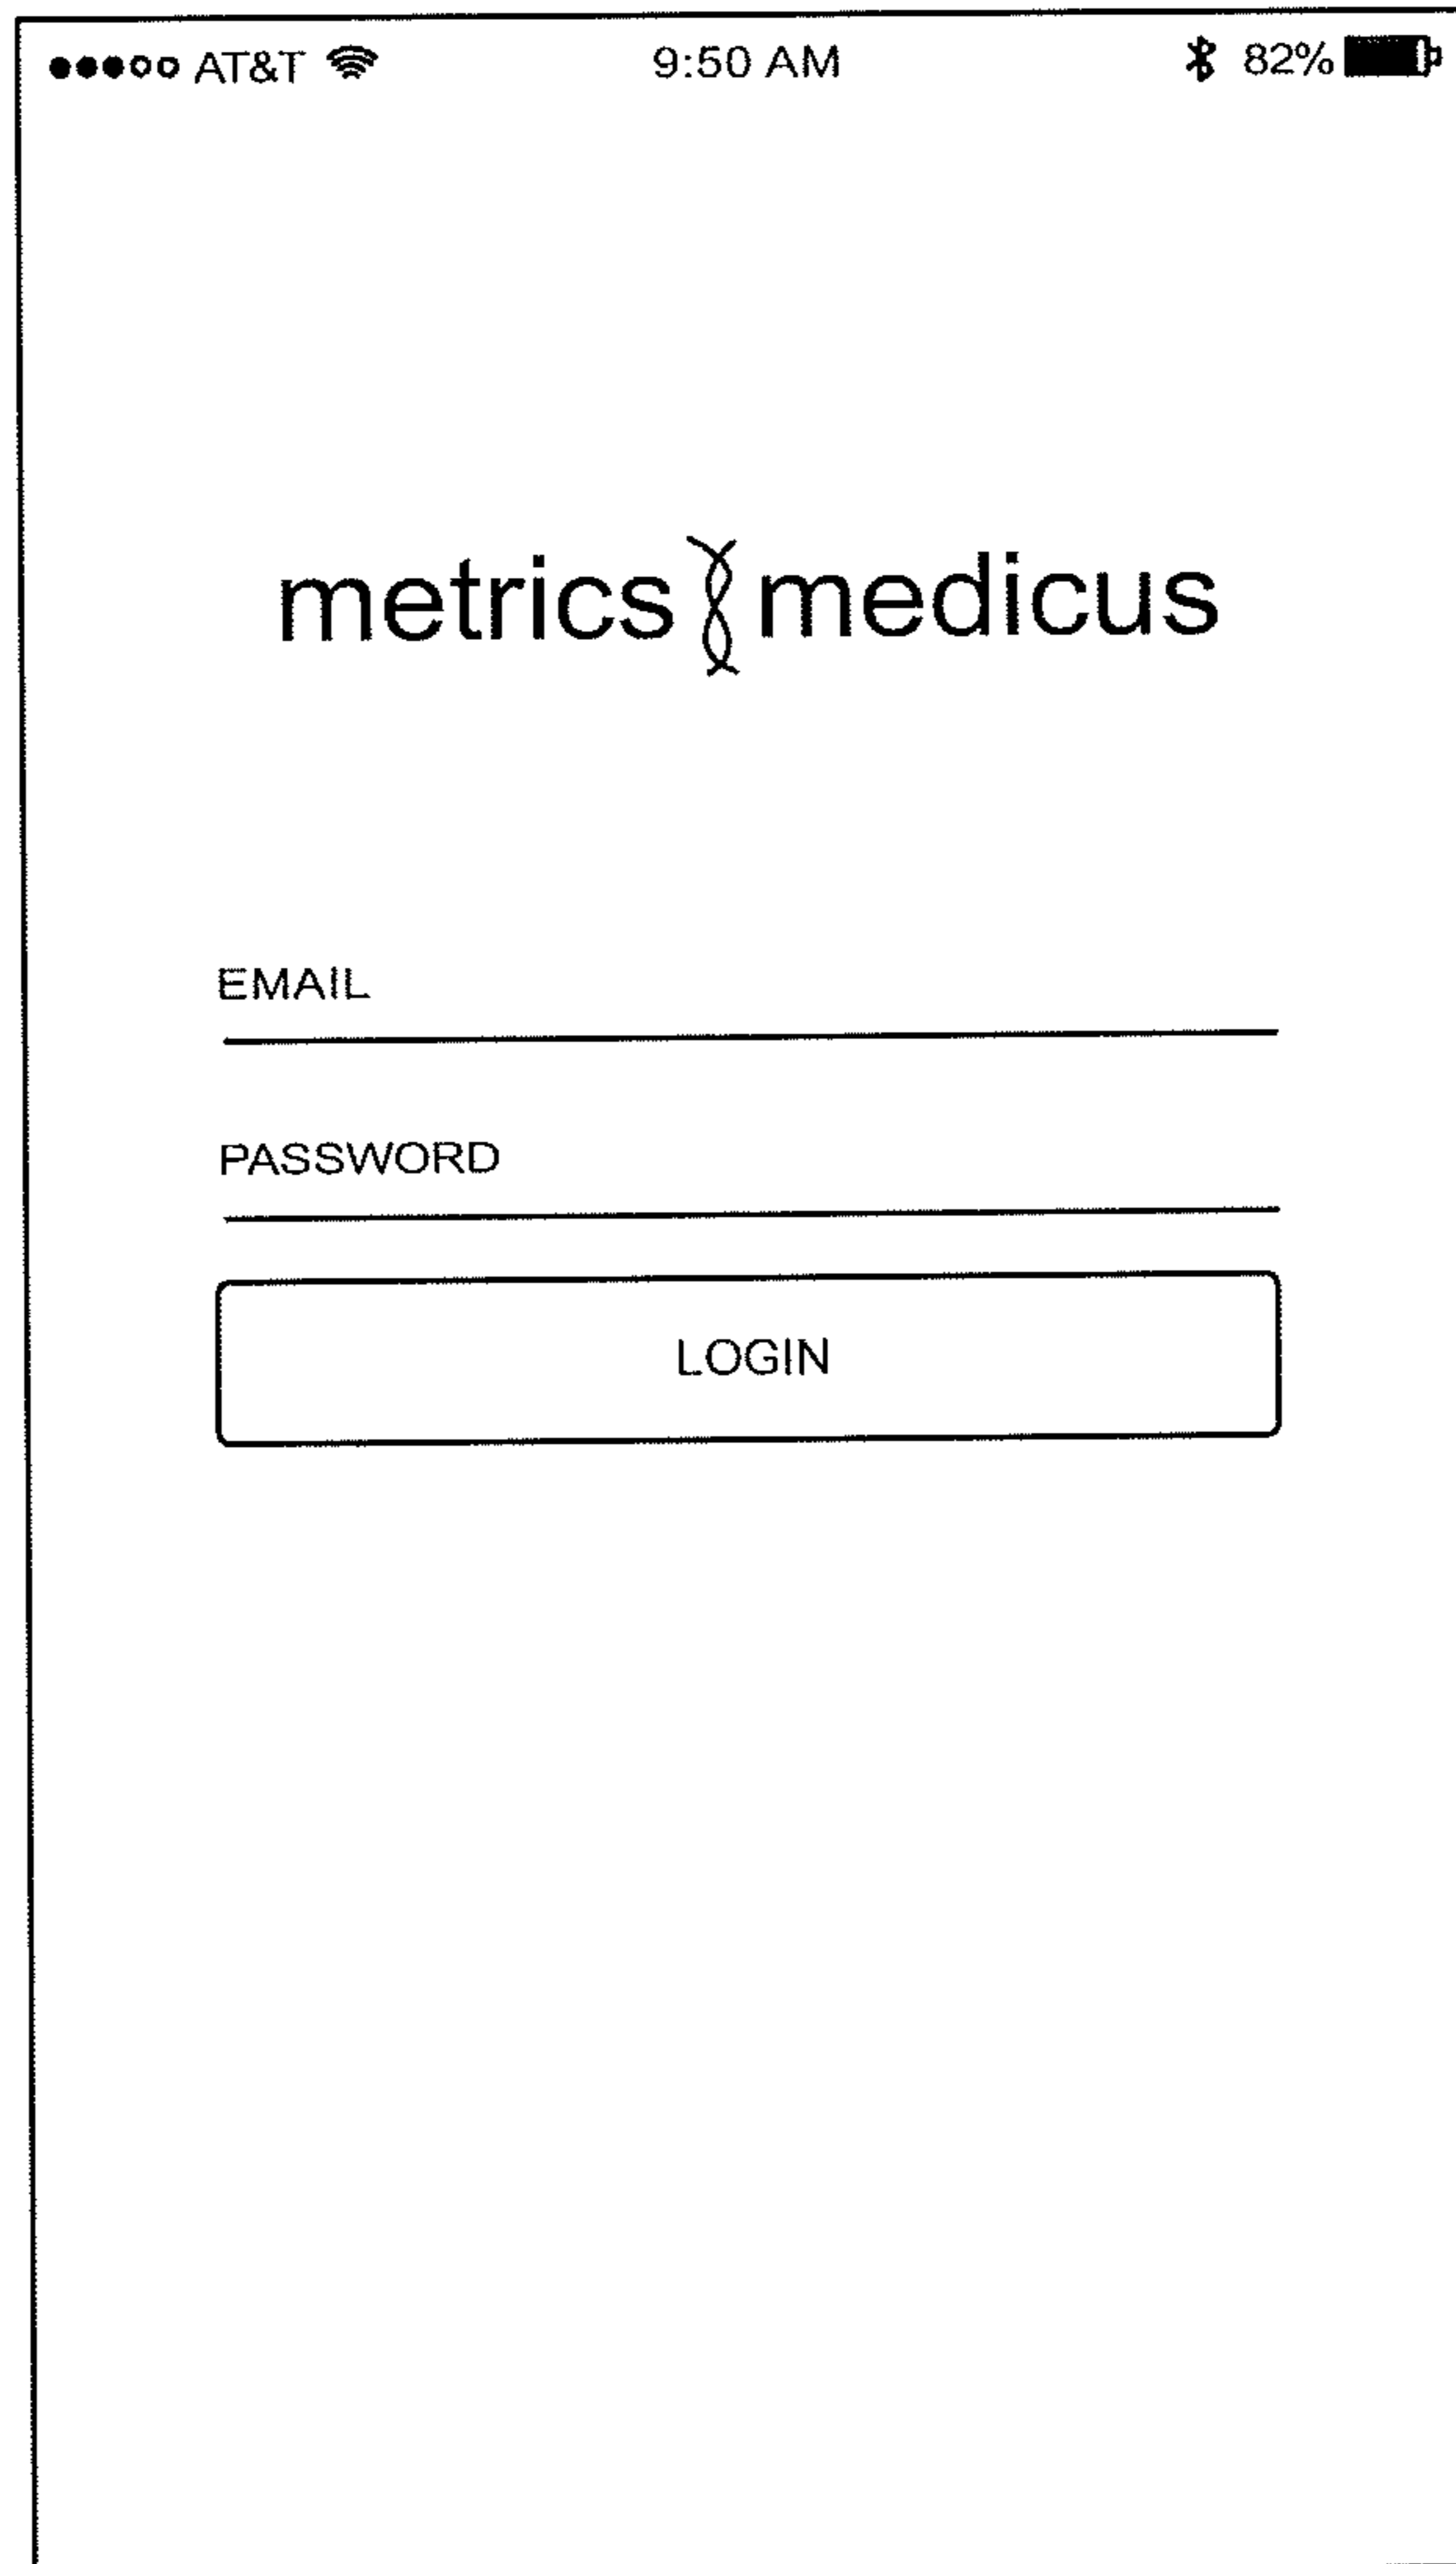 AT&T 9:50 AM 82%
metrics medicus
EMAIL
PASSWORD
LOGIN